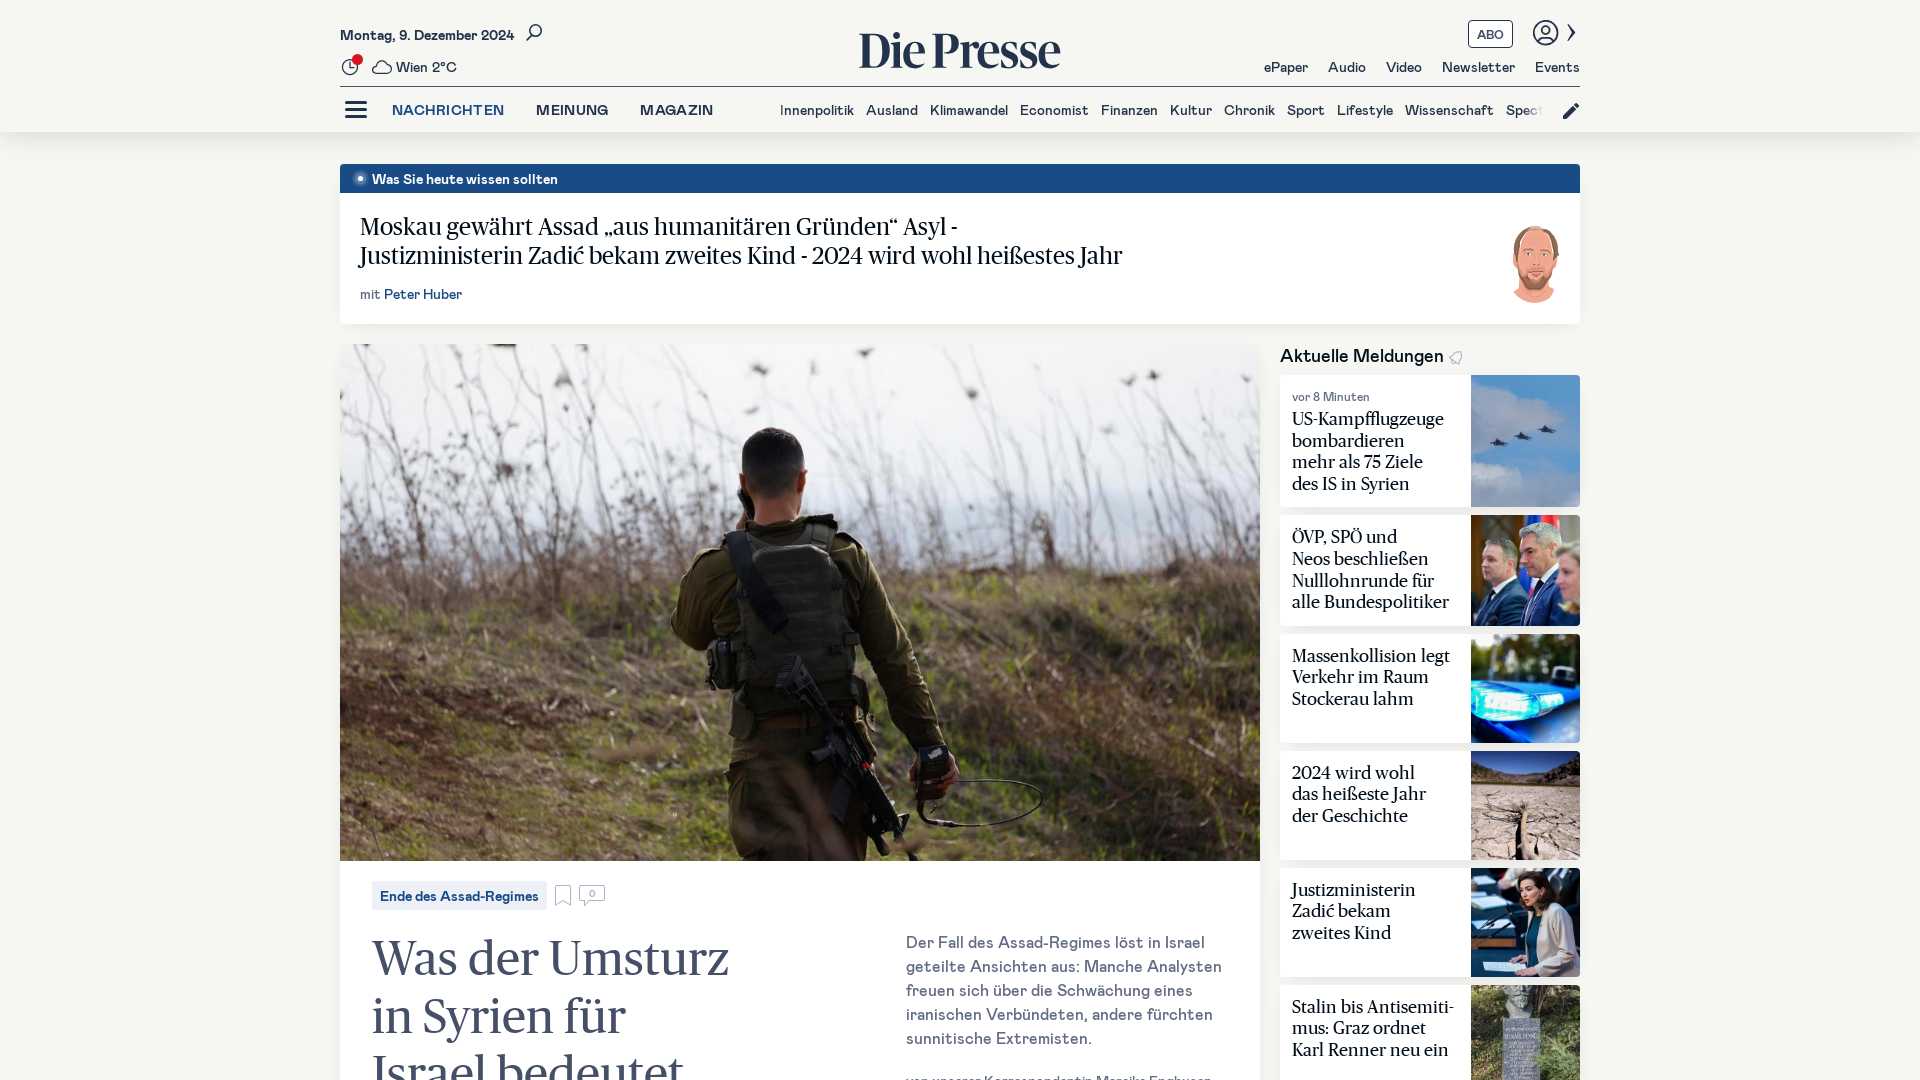 Montag, 9. Dezember 2024
Wien 2°C
Die Presse
ABO
ePaper Audio Video Newsletter Events
NACHRICHTEN MEINUNG MAGAZIN
Innenpolitik Ausland Klimawandel Economist Finanzen Kultur Chronik Sport Lifestyle Wissenschaft Spect
Was Sie heute wissen sollten
Moskau gewährt Assad „aus humanitären Gründen“ Asyl -
Justizministerin Zadić bekam zweites Kind - 2024 wird wohl heißestes Jahr
mit Peter Huber
Ende des Assad-Regimes
0
Was der Umsturz
in Syrien für
Israel bedeutet
Der Fall des Assad-Regimes löst in Israel
geteilte Ansichten aus: Manche Analysten
freuen sich über die Schwächung eines
iranischen Verbündeten, andere fürchten
sunnitische Extremisten.
von unserer Korrespondentin Mareike Enghusen
Aktuelle Meldungen
vor 8 Minuten
US-Kampfflugzeuge
bombardieren
mehr als 75 Ziele
des IS in Syrien
ÖVP, SPÖ und
Neos beschließen
Nulllohnrunde für
alle Bundespolitiker
Massenkollision legt
Verkehr im Raum
Stockerau lahm
2024 wird wohl
das heißeste Jahr
der Geschichte
Justizministerin
Zadić bekam
zweites Kind
Stalin bis Antisemiti-
mus: Graz ordnet
Karl Renner neu ein